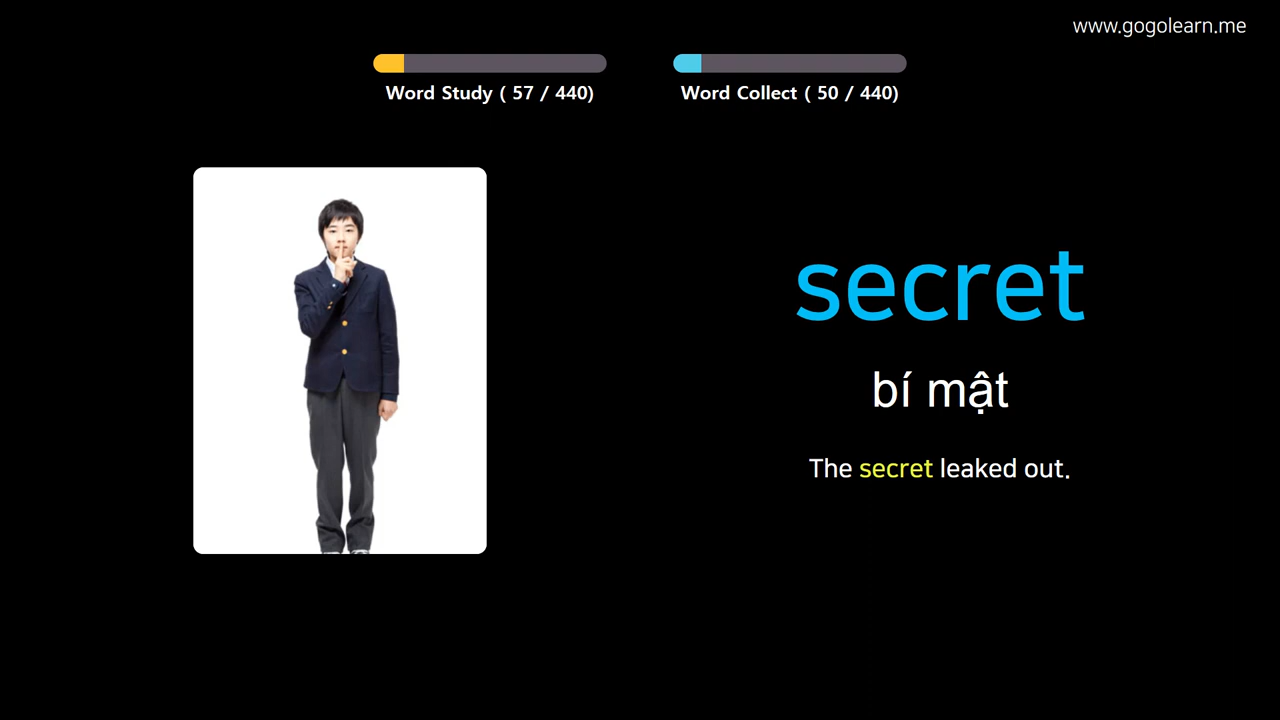 www.gogolearn.me
Word Study ( 57 / 440)
Word Collect ( 50 / 440)
secret
bí mật
The secret leaked out.